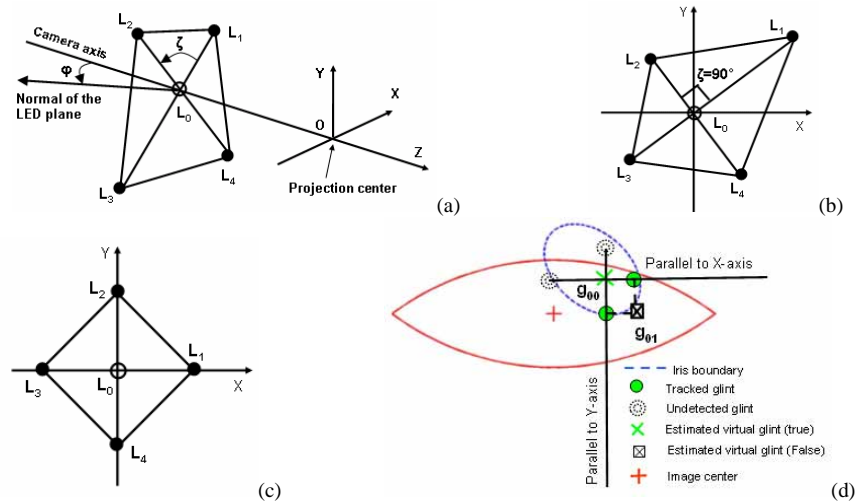 L2
ζ
L1
Camera axis
φ
Normal of the
LED plane
L0
L3
L4
Y
X
O
Z
Projection center
(a)
Y
L1
L2
ζ=90°
L0
X
L3
L4
(b)
Y
L2
L1
L3
L0
X
L4
(c)
Parallel to X-axis
g00
g01
Parallel to Y-axis
Iris boundary
Tracked glint
Undetected glint
Estimated virtual glint (true)
Estimated virtual glint (False)
Image center
(d)